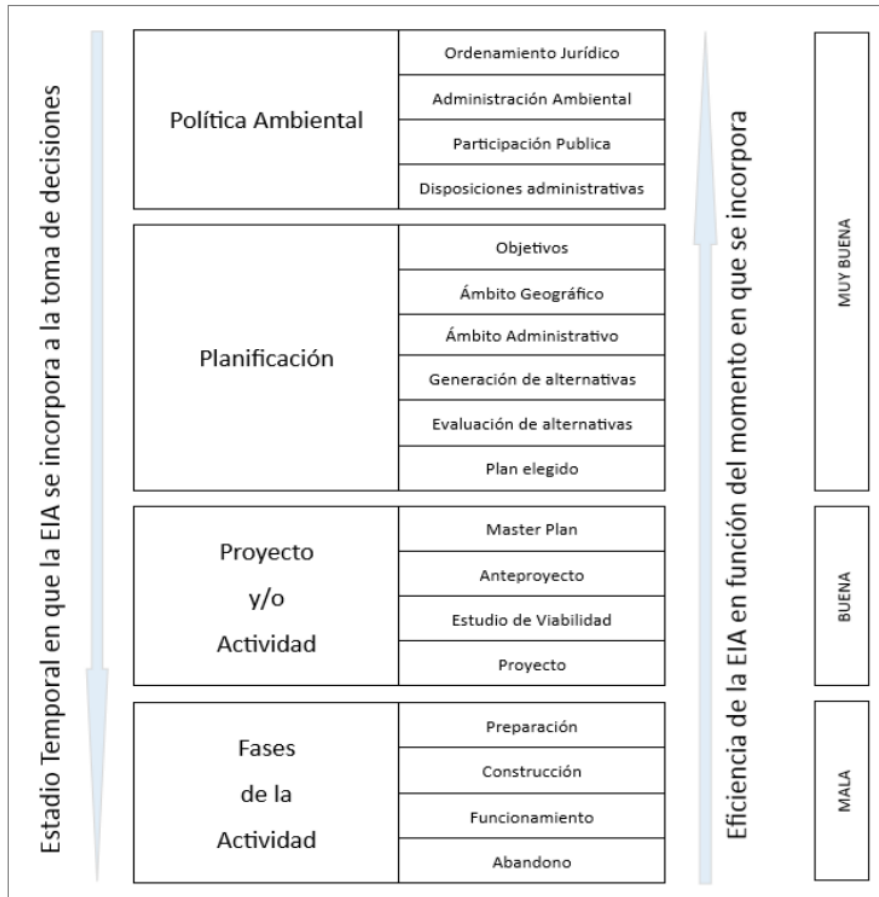 Estadio Temporal en que la EIA se incorpora a la toma de decisiones
Política Ambiental
Ordenamiento Jurídico
Administración Ambiental
Participación Publica
Disposiciones administrativas
Planificación
Objetivos
Ámbito Geográfico
Ámbito Administrativo
Generación de alternativas
Evaluación de alternativas
Plan elegido
Proyecto
y/o
Actividad
Master Plan
Anteproyecto
Estudio de Viabilidad
Proyecto
Fases
de la
Actividad
Preparación
Construcción
Funcionamiento
Abandono
Eficiencia de la EIA en función del momento en que se incorpora
MUY BUENA
BUENA
MALA